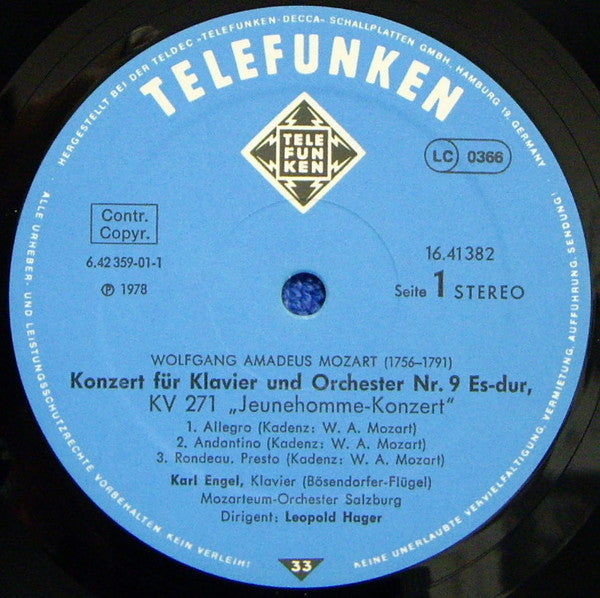 HERGESTELLT BEI DER TELDEC »TELEFUNKEN-DECCA« SCHALLPLATTEN GMBH, HAMBURG 19, GERMANY
TELEFUNKEN
TELE
FUN
KEN
LC 0366
Contr.
Copyr.
6.42 359-01-1
℗ 1978
16.41382
Seite 1 STEREO
WOLFGANG AMADEUS MOZART (1756–1791)
Konzert für Klavier und Orchester Nr. 9 Es-dur,
KV 271 „Jeunehomme-Konzert“
1. Allegro (Kadenz: W. A. Mozart)
2. Andantino (Kadenz: W. A. Mozart)
3. Rondeau. Presto (Kadenz: W. A. Mozart)
Karl Engel, Klavier (Bösendorfer-Flügel)
Mozarteum-Orchester Salzburg
Dirigent: Leopold Hager
33
ALLE URHEBER- UND LEISTUNGSSCHUTZRECHTE VORBEHALTEN KEIN VERLEIH! KEINE UNERLAUBTE VERVIELFÄLTIGUNG, VERMIETUNG, AUFFÜHRUNG, SENDUNG!